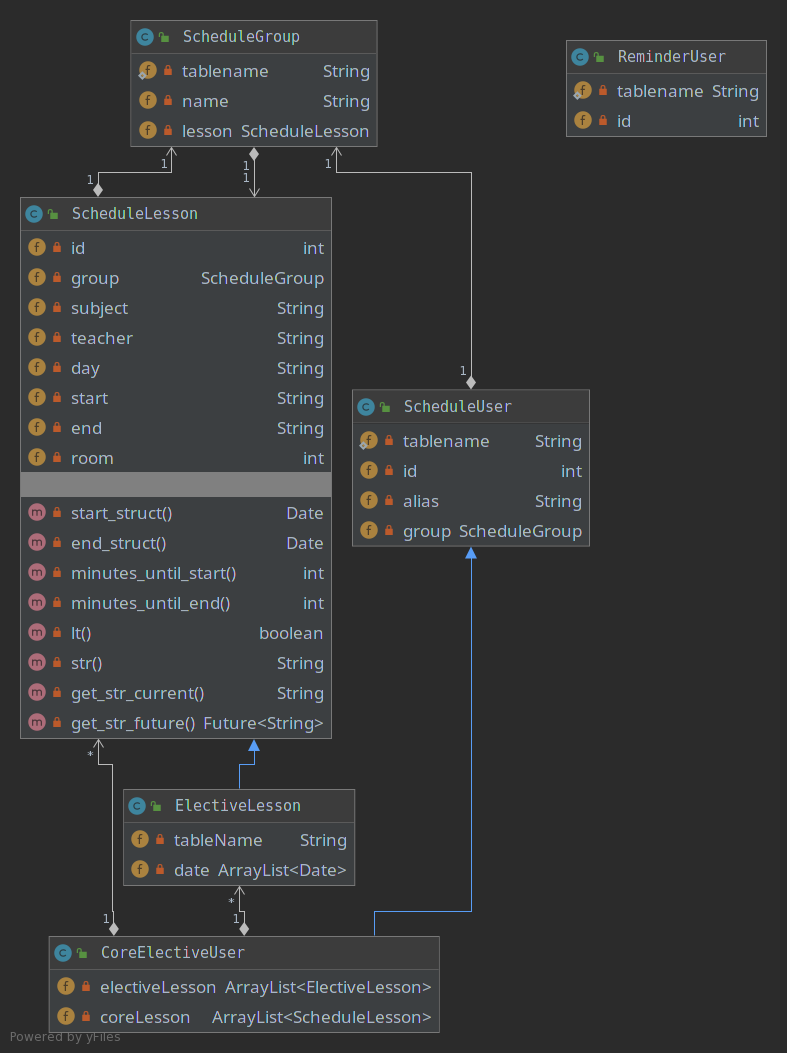 ScheduleGroup
tablename String
name String
lesson ScheduleLesson
ReminderUser
tablename String
id int
1
1
1
1
1
ScheduleLesson
id int
group ScheduleGroup
subject String
teacher String
day String
start String
end String
room int
start_struct() Date
end_struct() Date
minutes_until_start() int
minutes_until_end() int
lt() boolean
str() String
get_str_current() String
get_str_future() Future<String>
1
ScheduleUser
tablename String
id int
alias String
group ScheduleGroup
*
ElectiveLesson
tableName String
date ArrayList<Date>
*
1
1
CoreElectiveUser
electiveLesson ArrayList<ElectiveLesson>
coreLesson ArrayList<ScheduleLesson>
Powered by yFiles